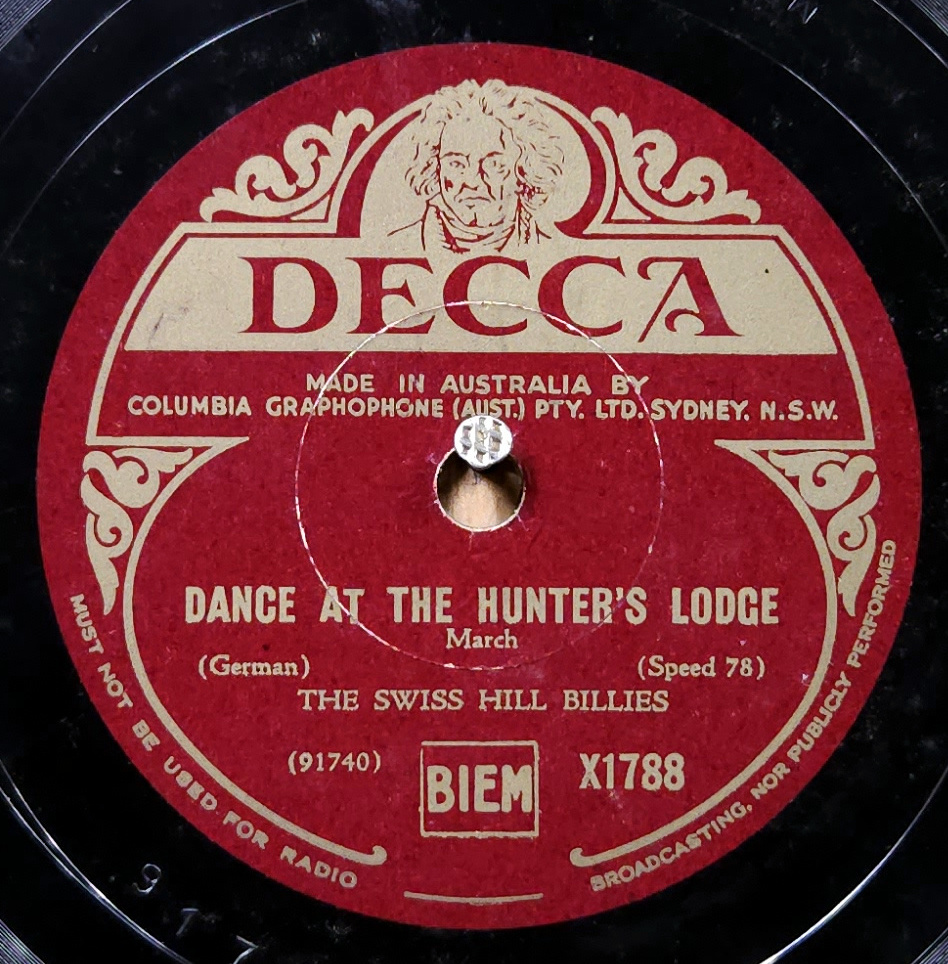 DECCA
MADE IN AUSTRALIA BY
COLUMBIA GRAPHOPHONE (AUST.) PTY. LTD. SYDNEY. N.S.W.
DANCE AT THE HUNTER'S LODGE
March
(German) (Speed 78)
THE SWISS HILL BILLIES
(91740) BIEM X1788
MUST NOT BE USED FOR RADIO
BROADCASTING, NOR PUBLICLY PERFORMED